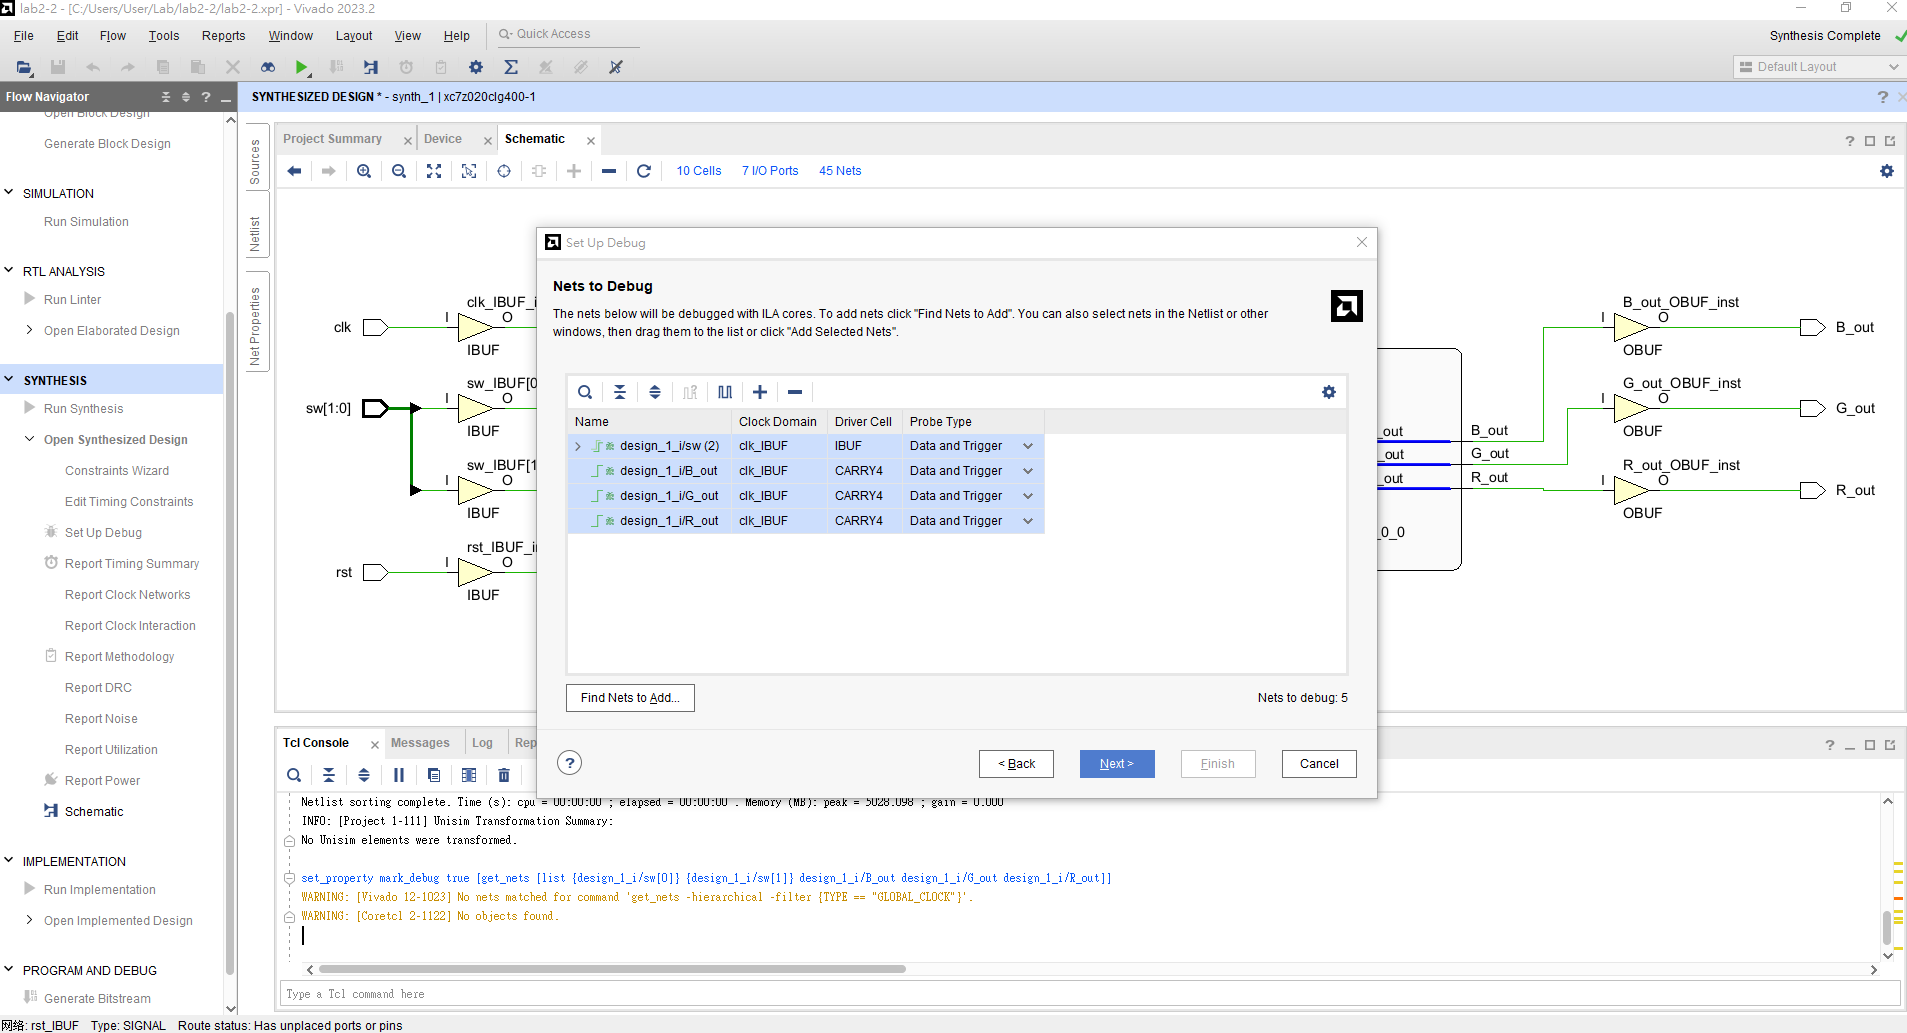 lab2-2 - [C:/Users/User/Lab/lab2-2/lab2-2.xpr] - Vivado 2023.2
File Edit Flow Tools Reports Window Layout View Help Quick Access
Synthesis Complete
Default Layout
Flow Navigator
SYNTHESIZED DESIGN * - synth_1 | xc7z020clg400-1
Open Block Design
Generate Block Design
SIMULATION
Run Simulation
RTL ANALYSIS
Run Linter
Open Elaborated Design
SYNTHESIS
Run Synthesis
Open Synthesized Design
Constraints Wizard
Edit Timing Constraints
Set Up Debug
Report Timing Summary
Report Clock Networks
Report Clock Interaction
Report Methodology
Report DRC
Report Noise
Report Utilization
Report Power
Schematic
IMPLEMENTATION
Run Implementation
Open Implemented Design
PROGRAM AND DEBUG
Generate Bitstream
Sources
Netlist
Net Properties
Project Summary Device Schematic
10 Cells 7 I/O Ports 45 Nets
clk
clk_IBUF_i
I O
IBUF
sw[1:0]
sw_IBUF[0
I O
IBUF
sw_IBUF[1
I O
IBUF
rst
rst_IBUF_i
I O
IBUF
Set Up Debug
Nets to Debug
The nets below will be debugged with ILA cores. To add nets click "Find Nets to Add". You can also select nets in the Netlist or other
windows, then drag them to the list or click "Add Selected Nets".
Name Clock Domain Driver Cell Probe Type
design_1_i/sw (2) clk_IBUF IBUF Data and Trigger
design_1_i/B_out clk_IBUF CARRY4 Data and Trigger
design_1_i/G_out clk_IBUF CARRY4 Data and Trigger
design_1_i/R_out clk_IBUF CARRY4 Data and Trigger
Find Nets to Add...
Nets to debug: 5
? < Back Next > Finish Cancel
_out B_out
_out G_out
_out R_out
_0_0
B_out_OBUF_inst
I O
OBUF
B_out
G_out_OBUF_inst
I O
OBUF
G_out
R_out_OBUF_inst
I O
OBUF
R_out
Tcl Console Messages Log Rep
Netlist sorting complete. Time (s): cpu = 00:00:00 ; elapsed = 00:00:00 . Memory (MB): peak = 5028.098 ; gain = 0.000
INFO: [Project 1-111] Unisim Transformation Summary:
No Unisim elements were transformed.
set_property mark_debug true [get_nets [list {design_1_i/sw[0]} {design_1_i/sw[1]} design_1_i/B_out design_1_i/G_out design_1_i/R_out]]
WARNING: [Vivado 12-1023] No nets matched for command 'get_nets -hierarchical -filter {TYPE == "GLOBAL_CLOCK"}'.
WARNING: [Coretcl 2-1122] No objects found.
Type a Tcl command here
网络: rst_IBUF Type: SIGNAL Route status: Has unplaced ports or pins